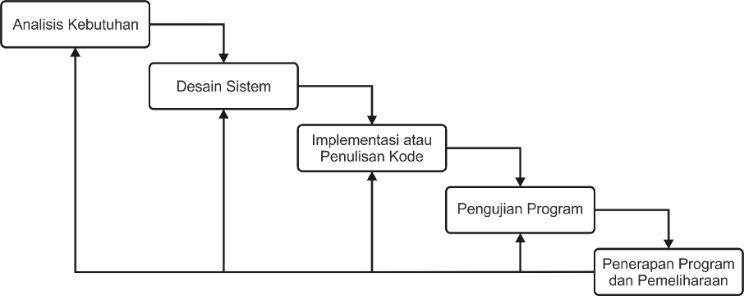 Analisis Kebutuhan
Desain Sistem
Implementasi atau
Penulisan Kode
Pengujian Program
Penerapan Program
dan Pemeliharaan